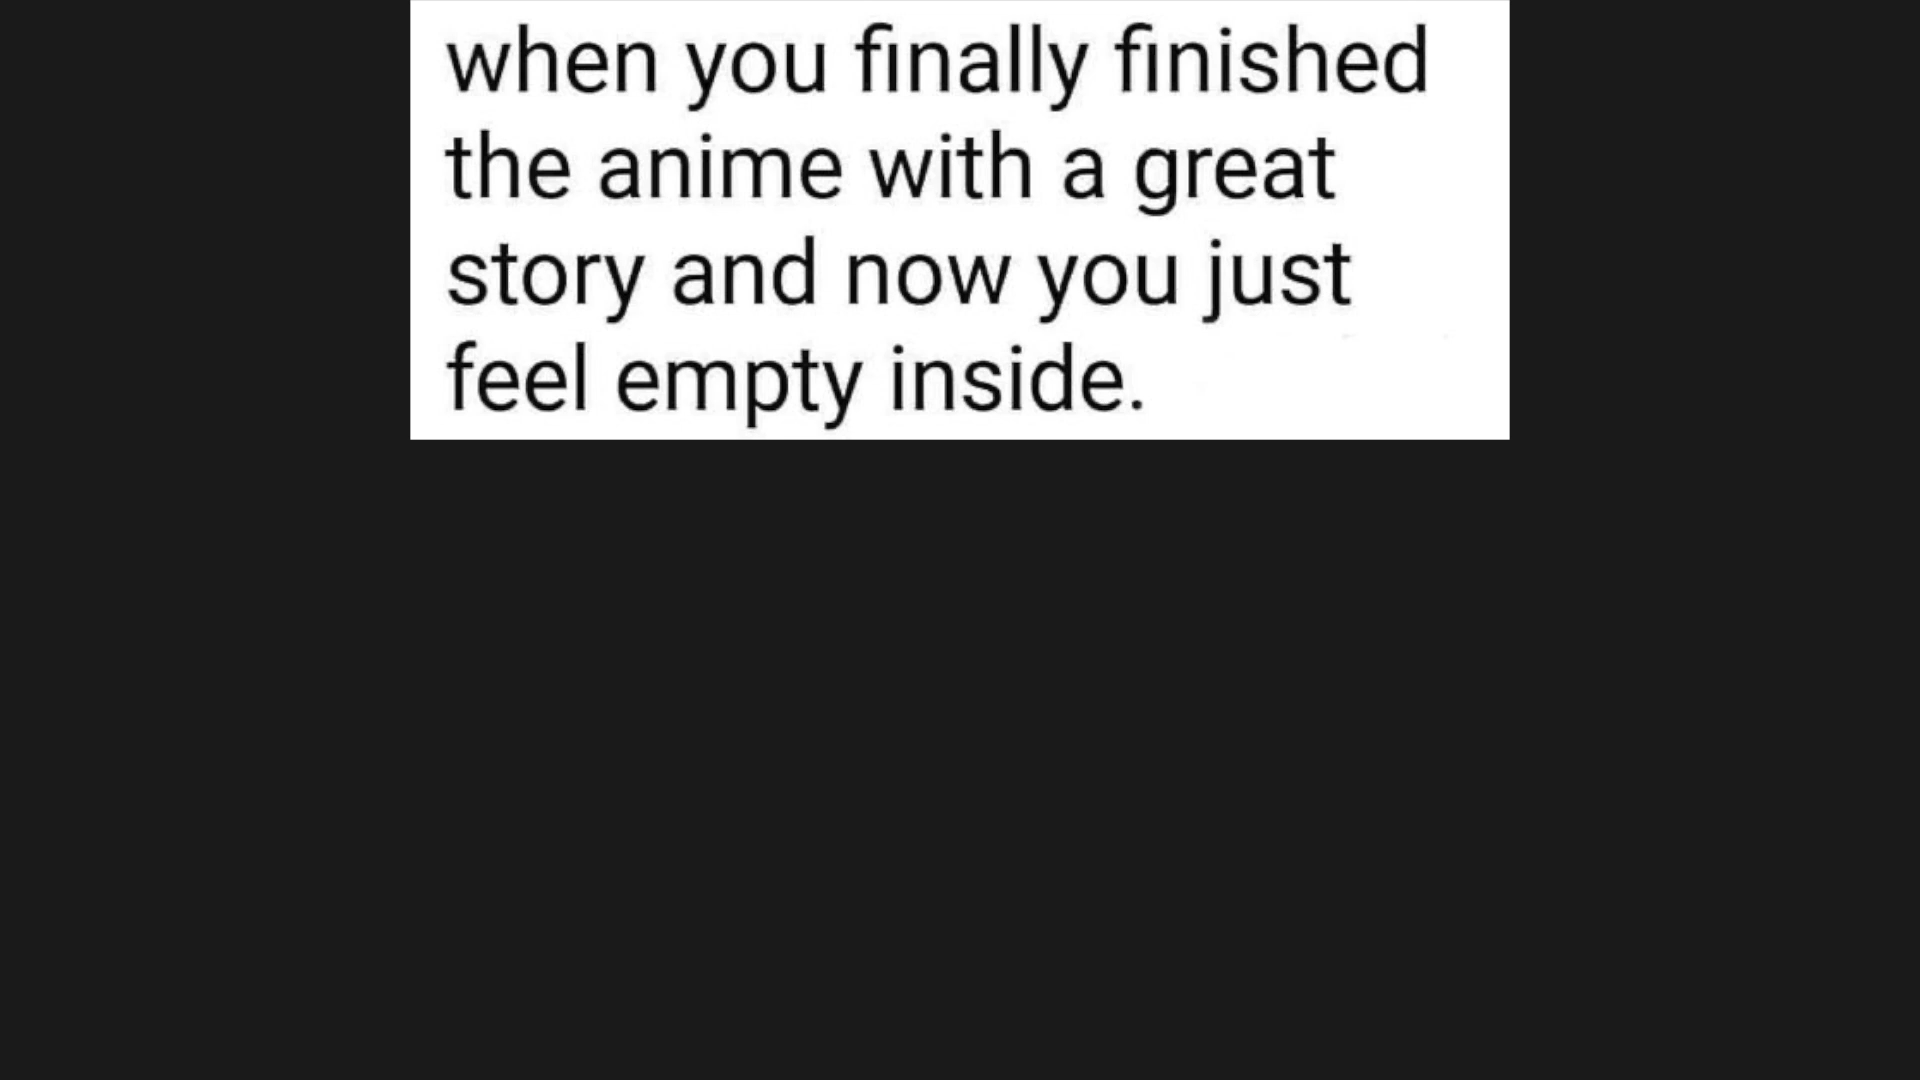 when you finally finished
the anime with a great
story and now you just
feel empty inside.